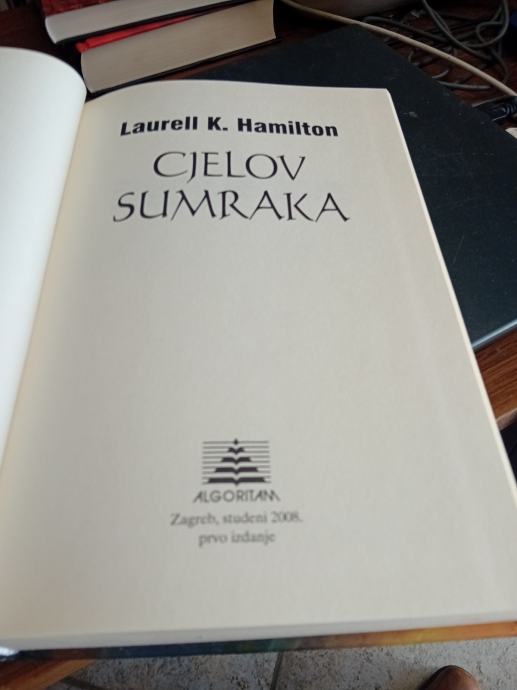 Laurell K. Hamilton
CJELOV
SUMRAKA
ALGORITAM
Zagreb, studeni 2008.
prvo izdanje